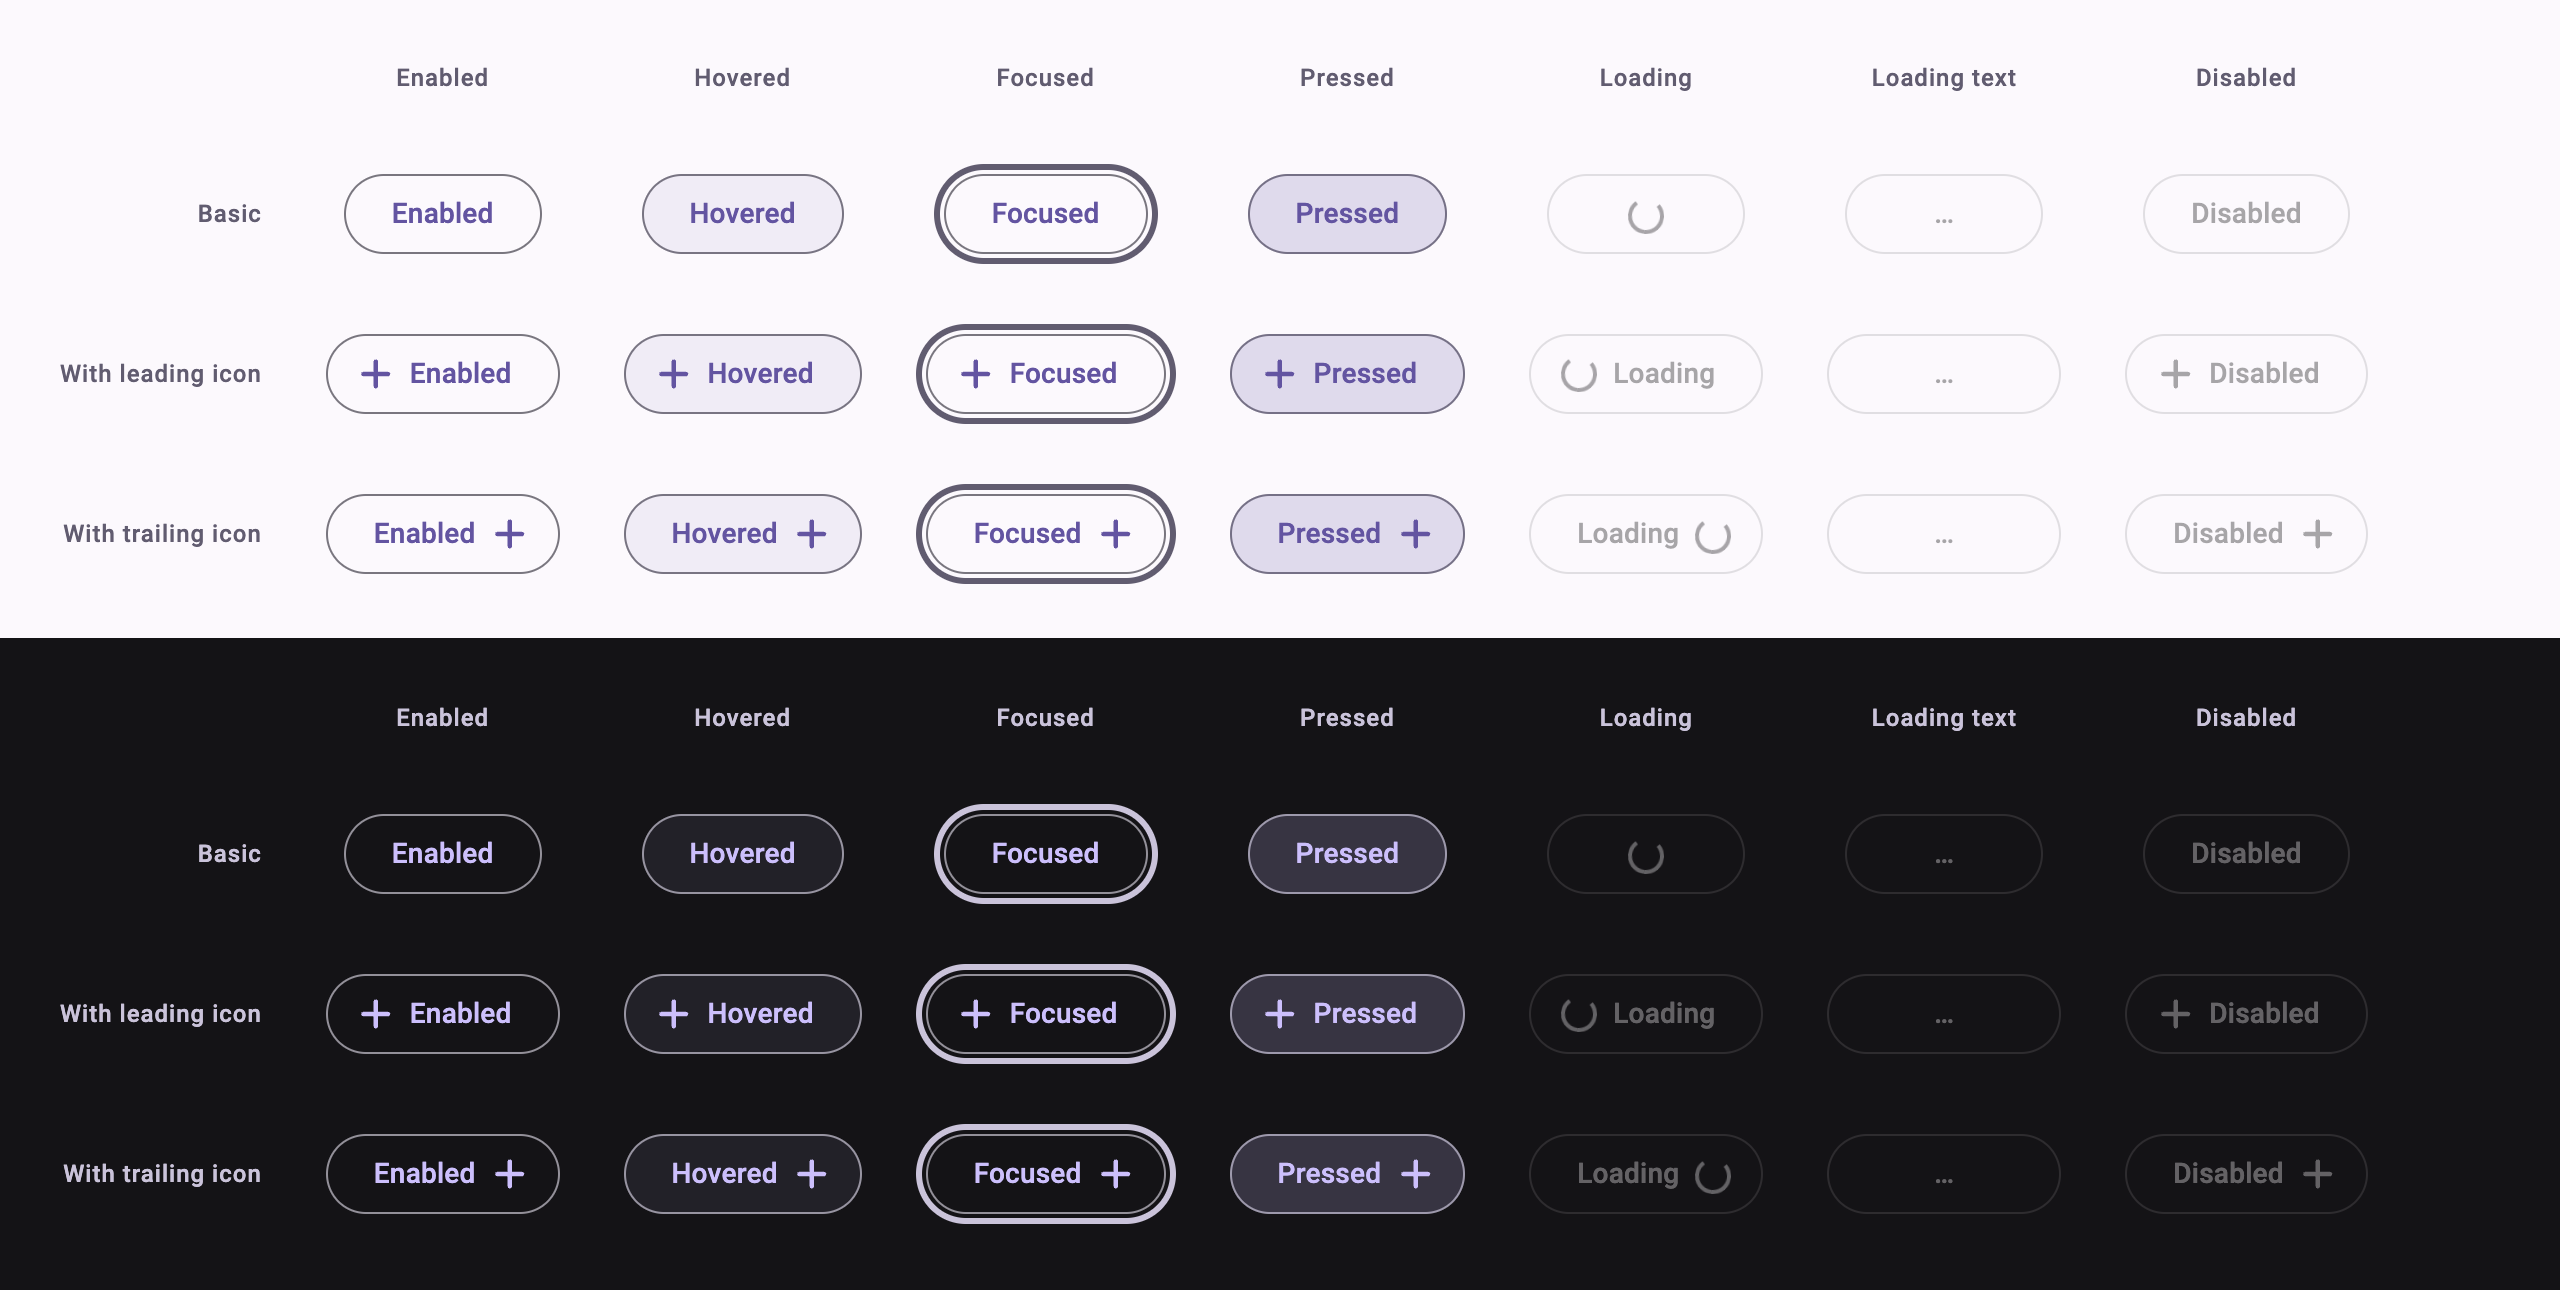 Enabled Hovered Focused Pressed Loading Loading text Disabled
Basic Enabled Hovered Focused Pressed ... Disabled
With leading icon Enabled Hovered Focused Pressed Loading ... Disabled
With trailing icon Enabled Hovered Focused Pressed Loading ... Disabled
Enabled Hovered Focused Pressed Loading Loading text Disabled
Basic Enabled Hovered Focused Pressed ... Disabled
With leading icon Enabled Hovered Focused Pressed Loading ... Disabled
With trailing icon Enabled Hovered Focused Pressed Loading ... Disabled